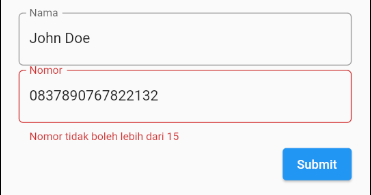 Nama
John Doe
Nomor
0837890767822132
Nomor tidak boleh lebih dari 15
Submit